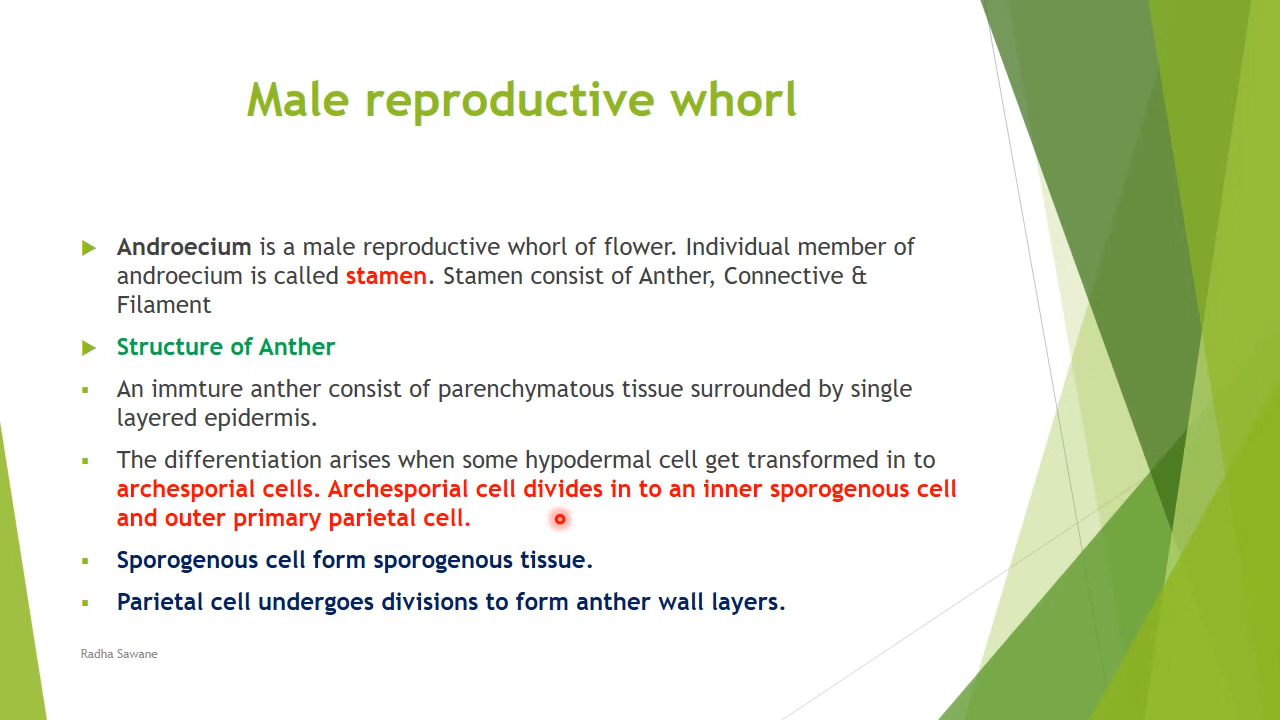 Male reproductive whorl
Androecium is a male reproductive whorl of flower. Individual member of
androecium is called stamen. Stamen consist of Anther, Connective &
Filament
Structure of Anther
An immture anther consist of parenchymatous tissue surrounded by single
layered epidermis.
The differentiation arises when some hypodermal cell get transformed in to
archesporial cells. Archesporial cell divides in to an inner sporogenous cell
and outer primary parietal cell.
Sporogenous cell form sporogenous tissue.
Parietal cell undergoes divisions to form anther wall layers.
Radha Sawane